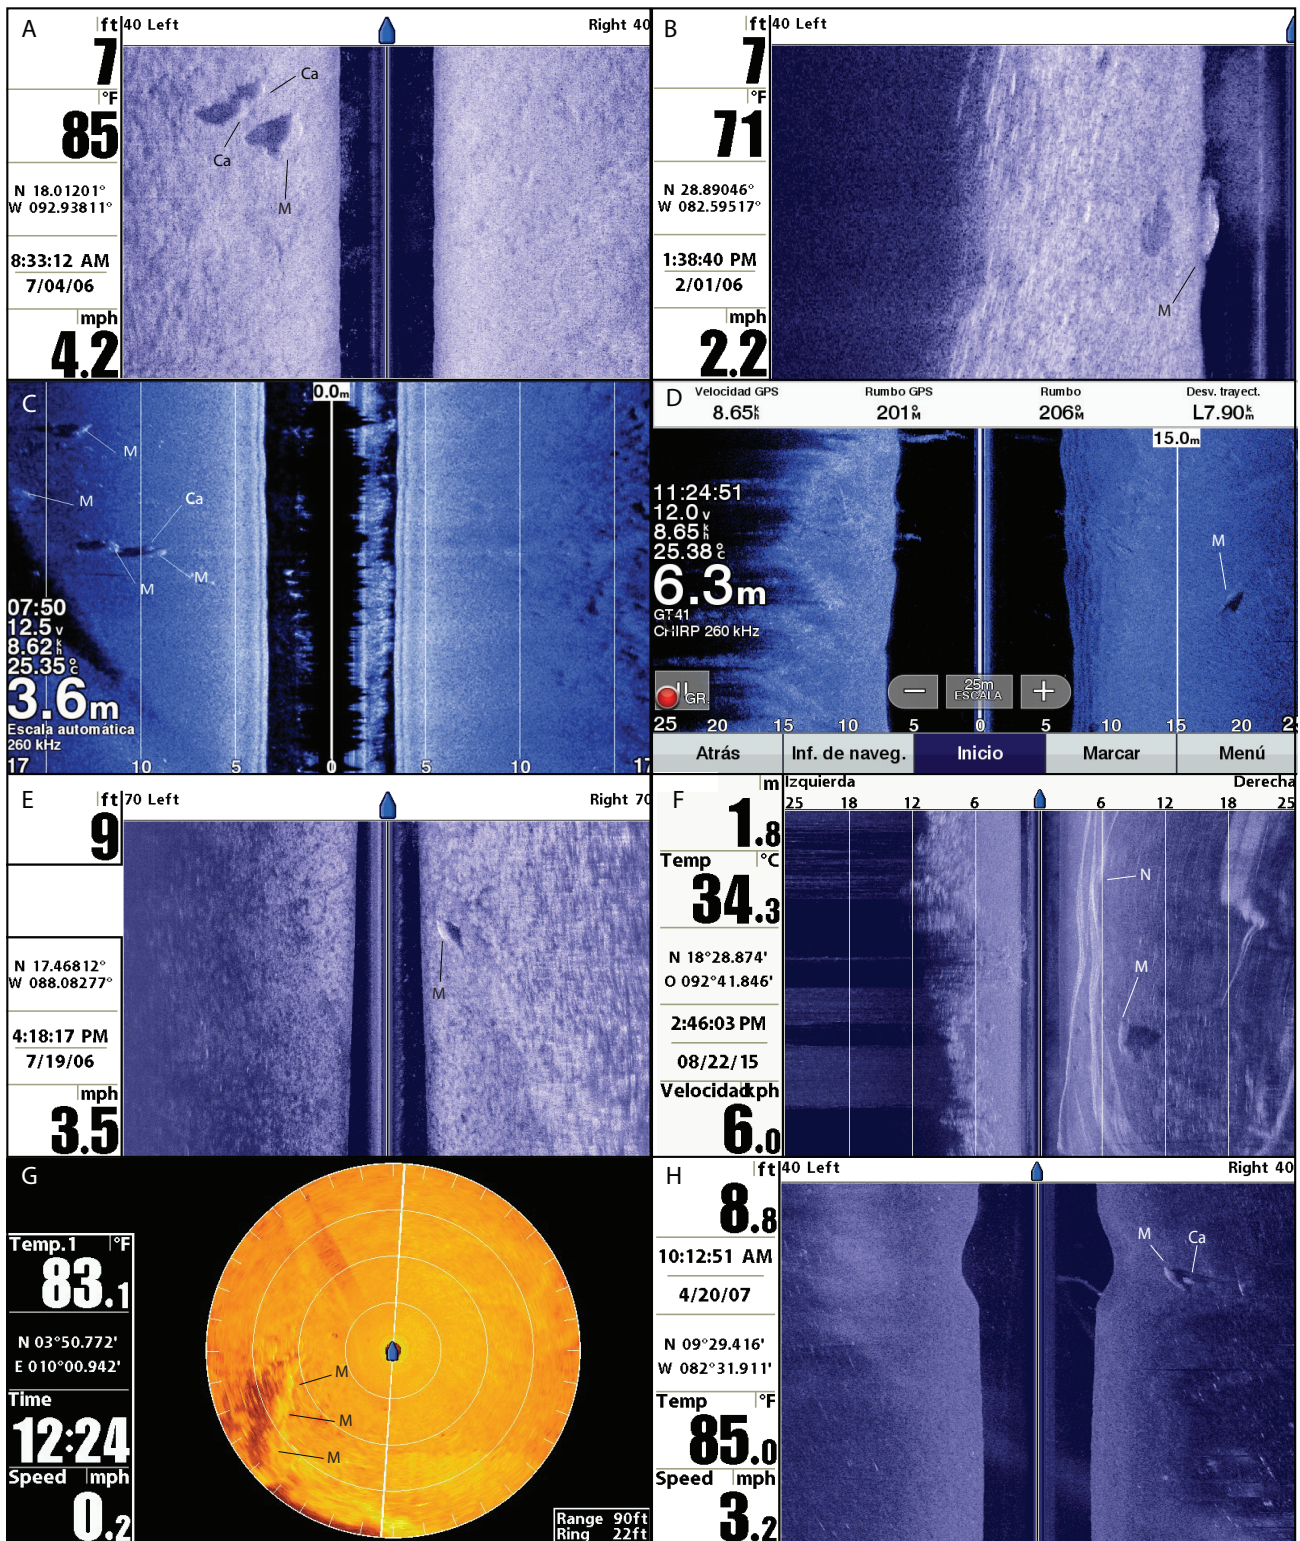 A
ft
40 Left
Right 40
7
°F
85
N 18.01201°
W 092.93811°
8:33:12 AM
7/04/06
mph
4.2
Ca
Ca
M
B
ft
40 Left
7
°F
71
N 28.89046°
W 082.59517°
1:38:40 PM
2/01/06
mph
2.2
M
C
0.0m
M
M
Ca
M
M
07:50
12.5 v
8.62 k/h
25.35 °c
3.6m
Escala automática
260 kHz
17 10 5 0 5 10 17
D
Velocidad GPS Rumbo GPS Rumbo Desv. trayect.
8.65 k/h 201°M 206°M L7.90 k/m
15.0m
11:24:51
12.0 v
8.65 k/h
25.38 °c
6.3m
GT41
CHIRP 260 kHz
M
GR.
25m
ESCALA
25 20 15 10 5 0 5 10 15 20 25
Atrás Inf. de naveg. Inicio Marcar Menú
E
ft
70 Left
Right 70
9
N 17.46812°
W 088.08277°
4:18:17 PM
7/19/06
mph
3.5
M
F
m
Izquierda
Derecha
25 18 12 6 6 12 18 25
1.8
Temp °C
34.3
N 18°28.874'
O 092°41.846'
2:46:03 PM
08/22/15
Velocidad kph
6.0
N
M
G
Temp.1 °F
83.1
N 03°50.772'
E 010°00.942'
Time
12:24
Speed mph
0.2
M
M
M
Range 90ft
Ring 22ft
H
ft
40 Left
Right 40
8.8
10:12:51 AM
4/20/07
N 09°29.416'
W 082°31.911'
Temp °F
85.0
Speed mph
3.2
M
Ca